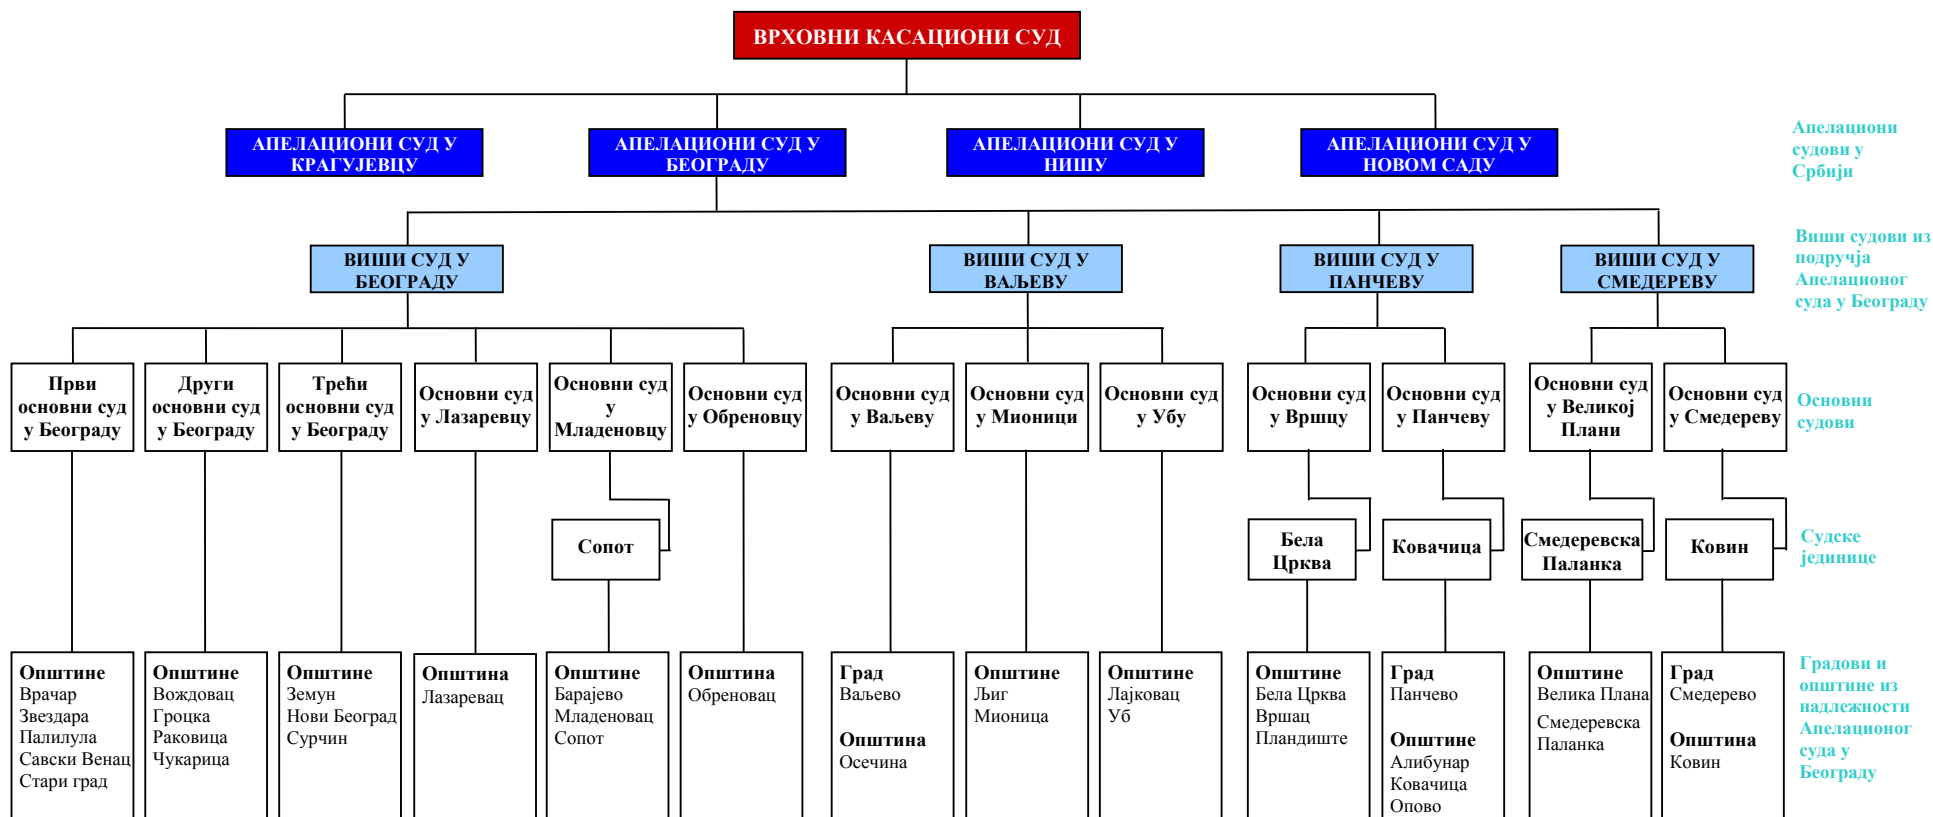 ВРХОВНИ КАСАЦИОНИ СУД
АПЕЛАЦИОНИ СУД У
КРАГУЈЕВЦУ
АПЕЛАЦИОНИ СУД У
БЕОГРАДУ
АПЕЛАЦИОНИ СУД У
НИШУ
АПЕЛАЦИОНИ СУД У
НОВОМ САДУ
Апелациони
судови у
Србији
ВИШИ СУД У
БЕОГРАДУ
ВИШИ СУД У
ВАЉЕВУ
ВИШИ СУД У
ПАНЧЕВУ
ВИШИ СУД У
СМЕДЕРЕВУ
Виши судови из
подручја
Апелационог
суда у Београду
Први
основни суд
у Београду
Други
основни суд
у Београду
Трећи
основни суд
у Београду
Основни суд
у Лазаревцу
Основни суд
у
Младеновцу
Основни суд
у Обреновцу
Основни суд
у Ваљеву
Основни суд
у Мионици
Основни суд
у Убу
Основни суд
у Вршцу
Основни суд
у Панчеву
Основни суд
у Великој
Плани
Основни суд
у Смедереву
Основни
судови
Сопот
Бела
Црква
Ковачица
Смедеревска
Паланка
Ковин
Судске
јединице
Општине
Врачар
Звездара
Палилула
Савски Венац
Стари град
Општине
Вождовац
Гроцка
Раковица
Чукарица
Општине
Земун
Нови Београд
Сурчин
Општина
Лазаревац
Општине
Барајево
Младеновац
Сопот
Општина
Обреновац
Град
Ваљево
Општина
Осечина
Општине
Љиг
Мионица
Општине
Лајковац
Уб
Општине
Бела Црква
Вршац
Пландиште
Град
Панчево
Општине
Алибунар
Ковачица
Опово
Општине
Велика Плана
Смедеревска
Паланка
Град
Смедерево
Општина
Ковин
Градови и
општине из
надлежности
Апелационог
суда у
Београду